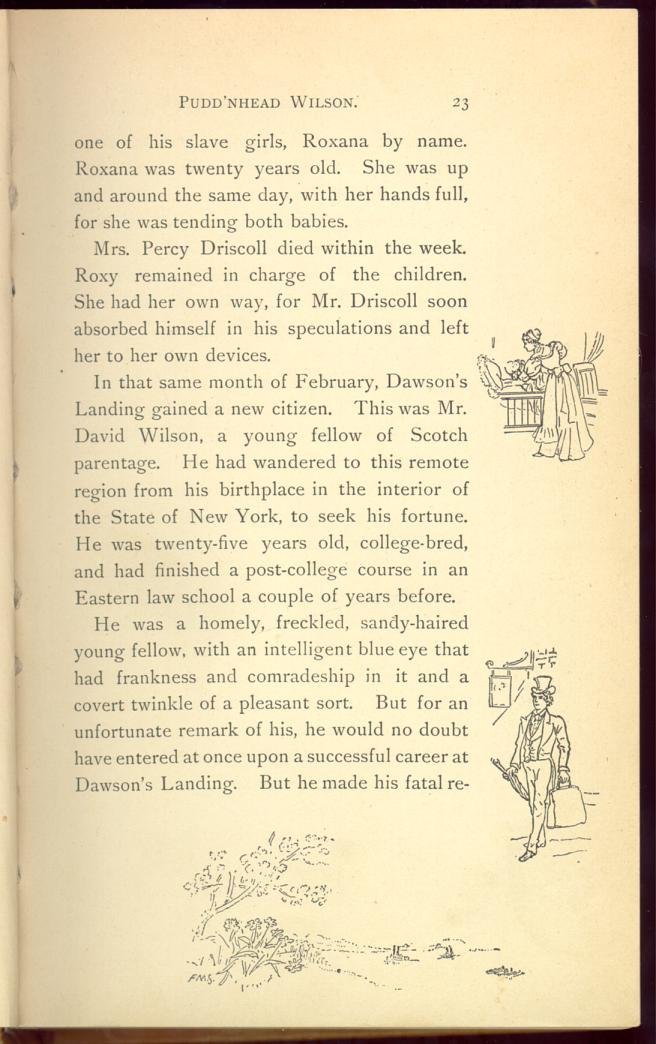 PUDD'NHEAD WILSON. 23
one of his slave girls, Roxana by name.
Roxana was twenty years old. She was up
and around the same day, with her hands full,
for she was tending both babies.
Mrs. Percy Driscoll died within the week.
Roxy remained in charge of the children.
She had her own way, for Mr. Driscoll soon
absorbed himself in his speculations and left
her to her own devices.
In that same month of February, Dawson's
Landing gained a new citizen. This was Mr.
David Wilson, a young fellow of Scotch
parentage. He had wandered to this remote
region from his birthplace in the interior of
the State of New York, to seek his fortune.
He was twenty-five years old, college-bred,
and had finished a post-college course in an
Eastern law school a couple of years before.
He was a homely, freckled, sandy-haired
young fellow, with an intelligent blue eye that
had frankness and comradeship in it and a
covert twinkle of a pleasant sort. But for an
unfortunate remark of his, he would no doubt
have entered at once upon a successful career at
Dawson's Landing. But he made his fatal re-
FMS.